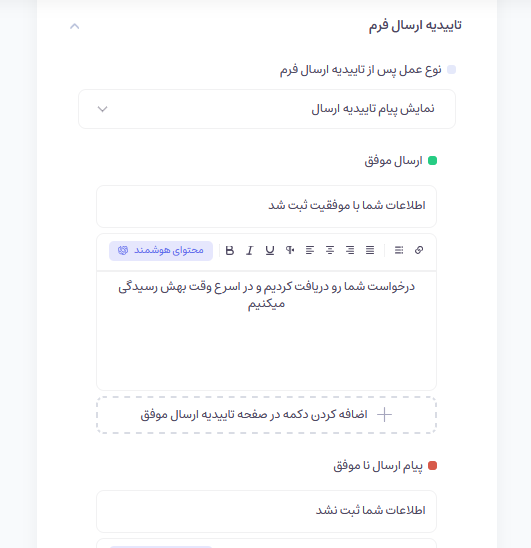 تاییدیه ارسال فرم
نوع عمل پس از تاییدیه ارسال فرم
نمایش پیام تاییدیه ارسال
ارسال موفق
اطلاعات شما با موفقیت ثبت شد
محتوای هوشمند
درخواست شما رو دریافت کردیم و در اسرع وقت بهش رسیدگی
میکنیم
اضافه کردن دکمه در صفحه تاییدیه ارسال موفق
پیام ارسال نا موفق
اطلاعات شما ثبت نشد